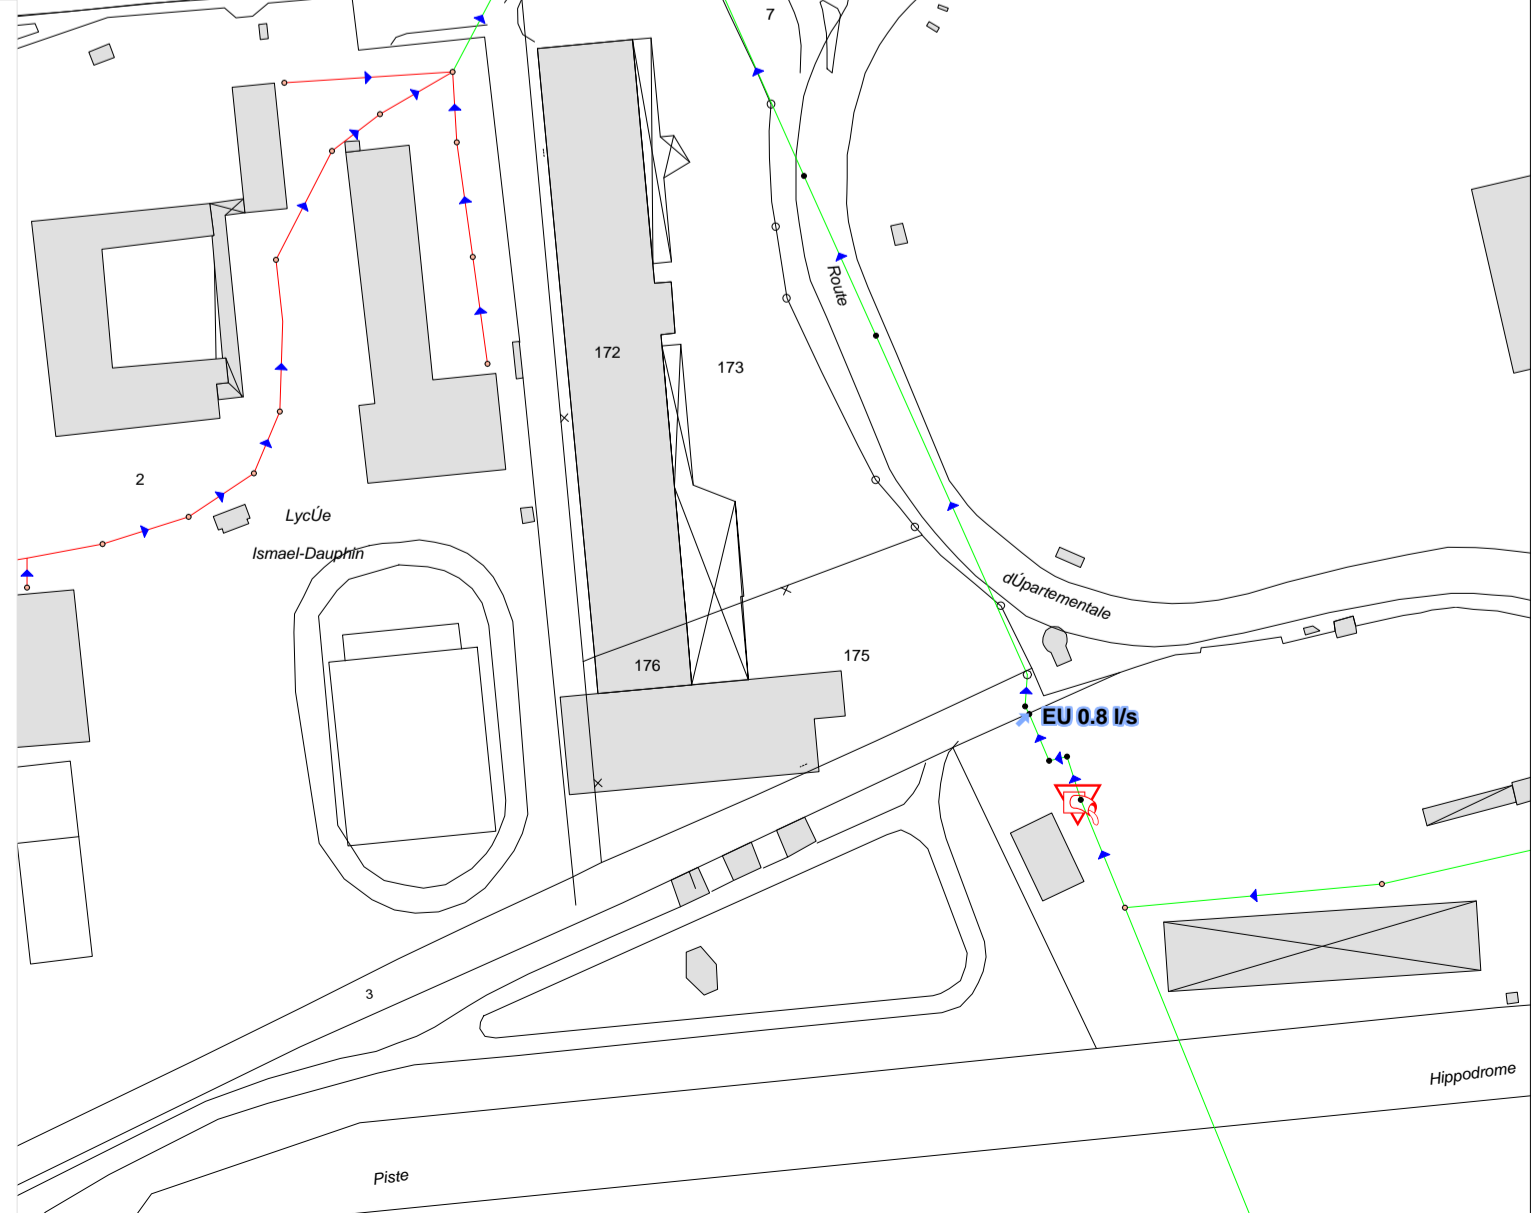 7
Route
172
173
2
LycÚe
Ismael-Dauphin
dÚpartementale
176
175
EU 0.8 l/s
3
Hippodrome
Piste